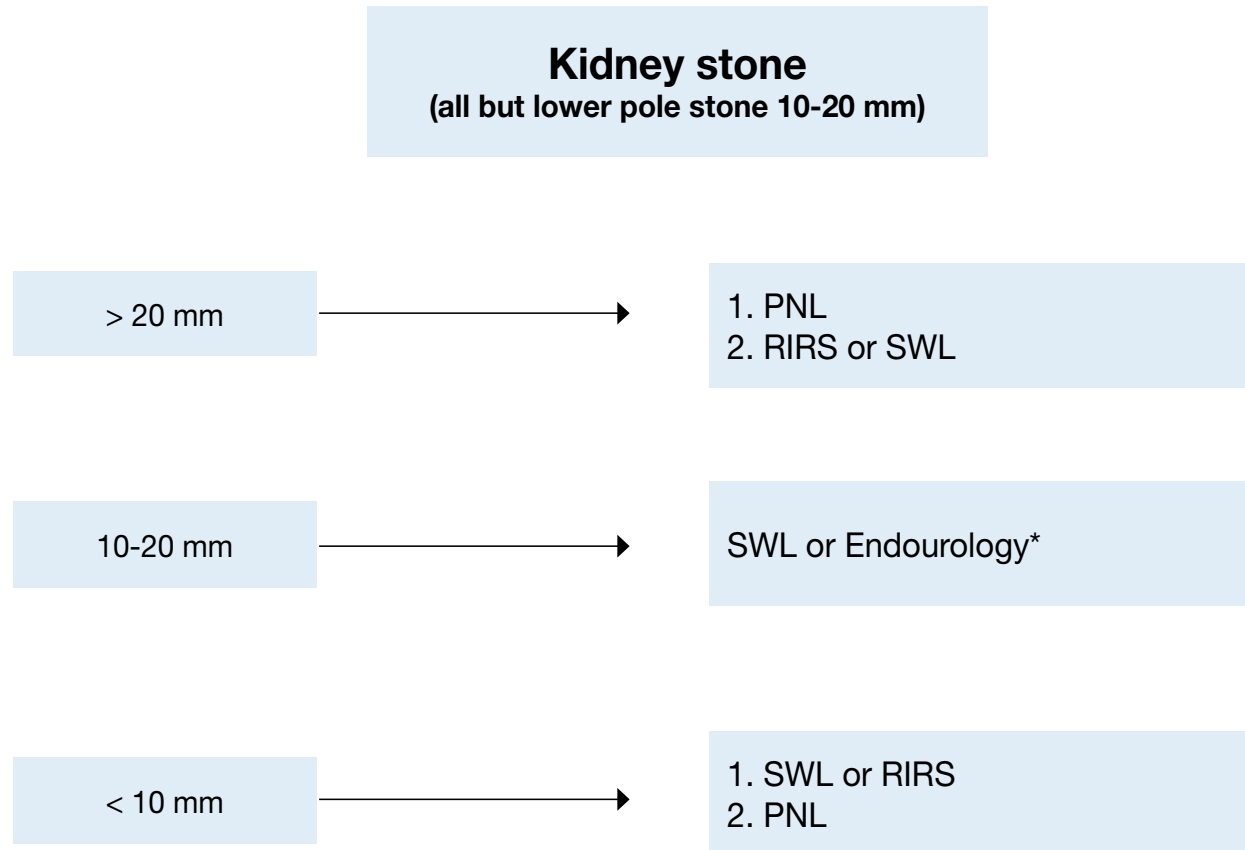 Kidney stone
(all but lower pole stone 10-20 mm)
> 20 mm
1. PNL
2. RIRS or SWL
10-20 mm
SWL or Endourology*
< 10 mm
1. SWL or RIRS
2. PNL